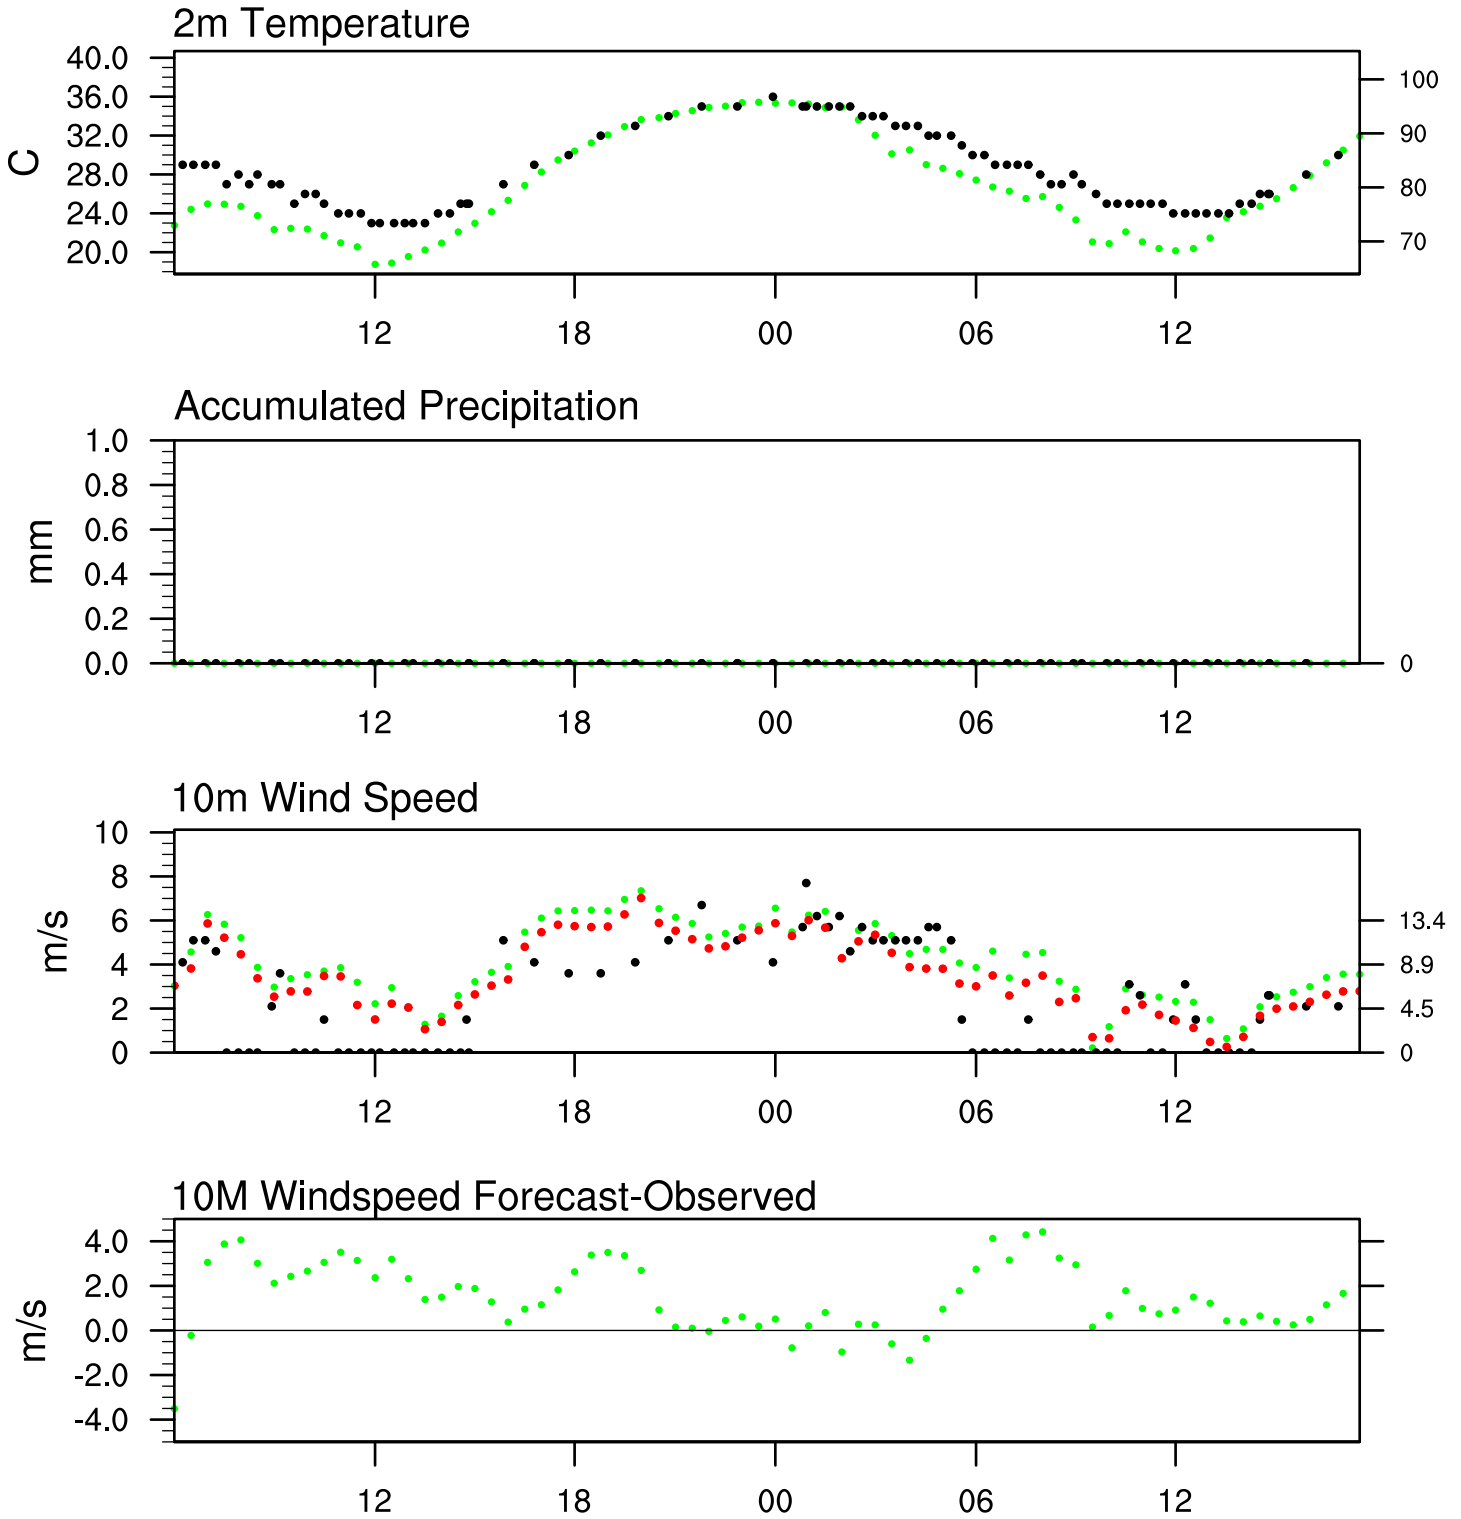 2m Temperature
40.0
36.0
32.0
28.0
24.0
20.0
C
100
90
80
70
12 18 00 06 12
Accumulated Precipitation
1.0
0.8
0.6
0.4
0.2
0.0
mm
0
12 18 00 06 12
10m Wind Speed
10
8
6
4
2
0
m/s
13.4
8.9
4.5
0
12 18 00 06 12
10M Windspeed Forecast-Observed
4.0
2.0
0.0
-2.0
-4.0
m/s
12 18 00 06 12